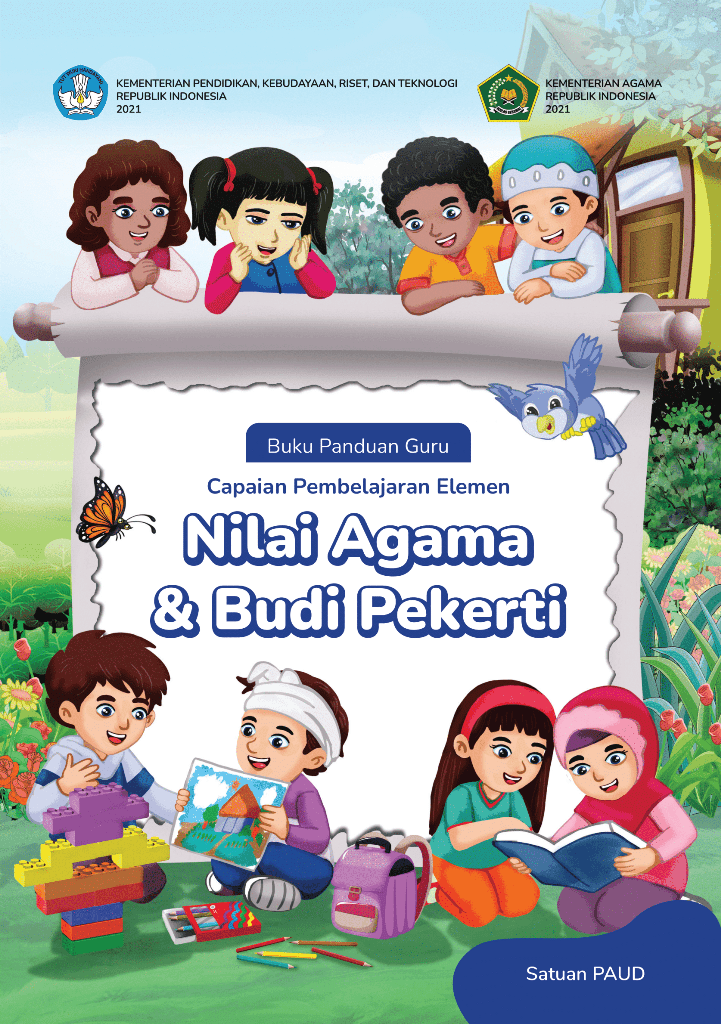 KEMENTERIAN PENDIDIKAN, KEBUDAYAAN, RISET, DAN TEKNOLOGI
REPUBLIK INDONESIA
2021
KEMENTERIAN AGAMA
REPUBLIK INDONESIA
2021
Buku Panduan Guru
Capaian Pembelajaran Elemen
Nilai Agama
& Budi Pekerti
Satuan PAUD